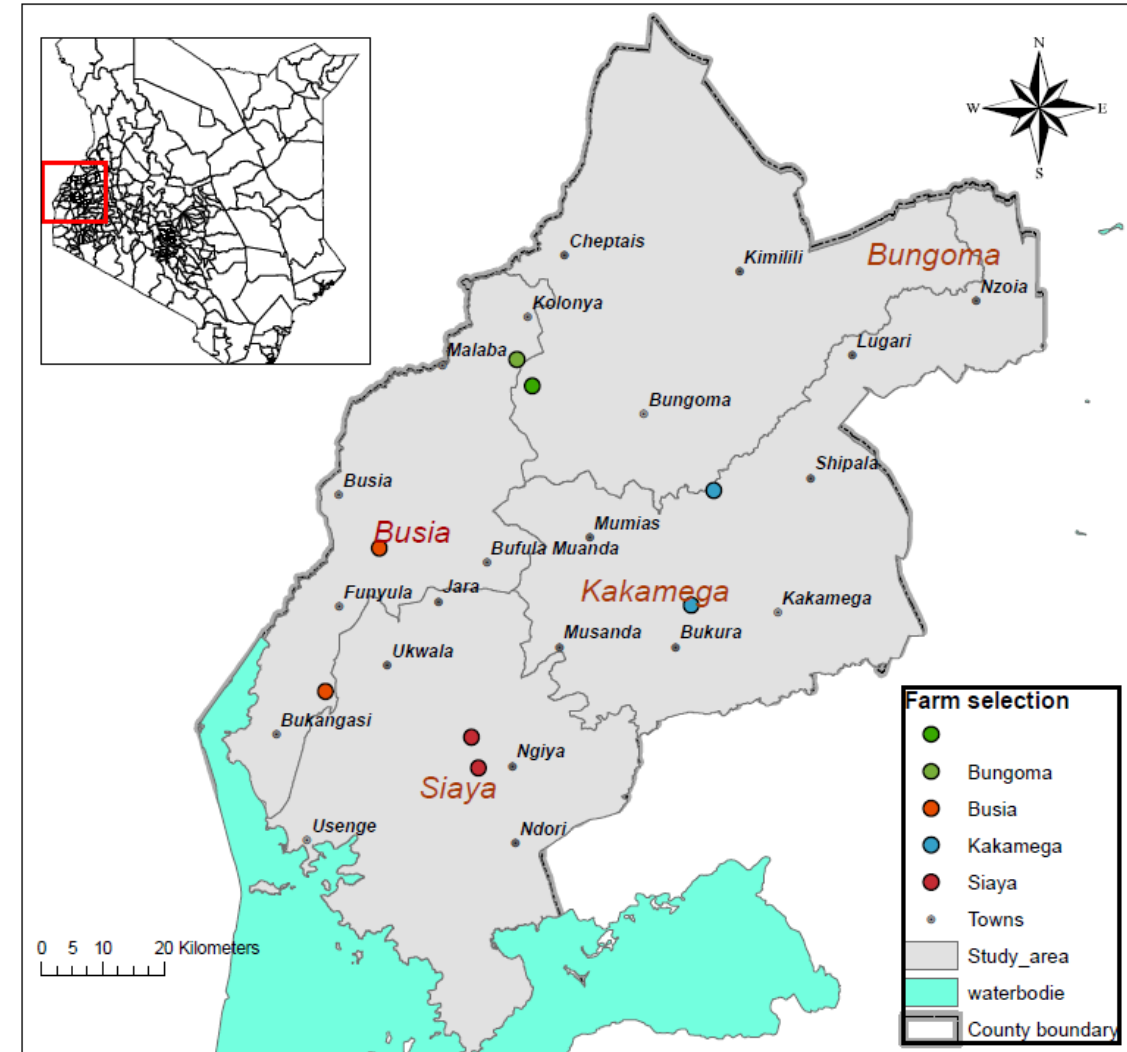 N
W E
S
Cheptais
Kimilili
Bungoma
Nzoia
Kolonya
Malaba
Lugari
Bungoma
Shipala
Busia
Busia
Mumias
Bufula Muanda
Funyula
Jara
Kakamega
Kakamega
Musanda
Bukura
Ukwala
Bukangasi
Ngiya
Siaya
Usenge
Ndori
0 5 10 20 Kilometers
Farm selection
Bungoma
Busia
Kakamega
Siaya
Towns
Study_area
waterbodie
County boundary